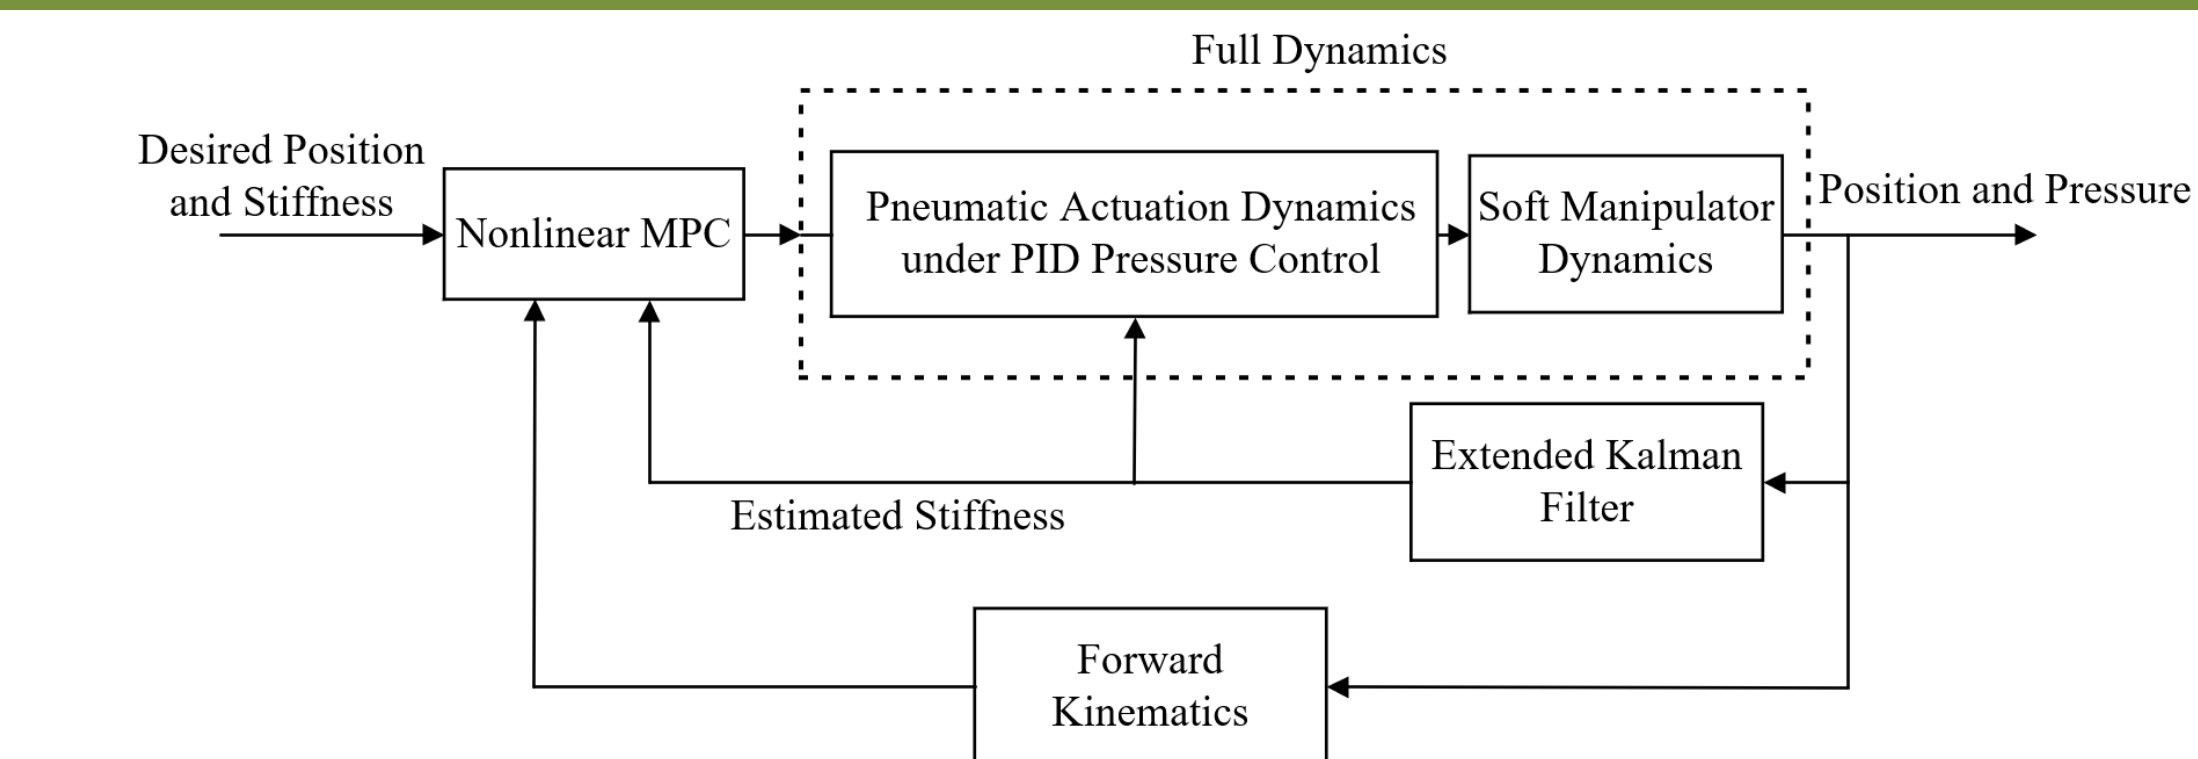 Full Dynamics
Desired Position
and Stiffness
Nonlinear MPC
Pneumatic Actuation Dynamics
under PID Pressure Control
Soft Manipulator
Dynamics
Position and Pressure
Extended Kalman
Filter
Estimated Stiffness
Forward
Kinematics